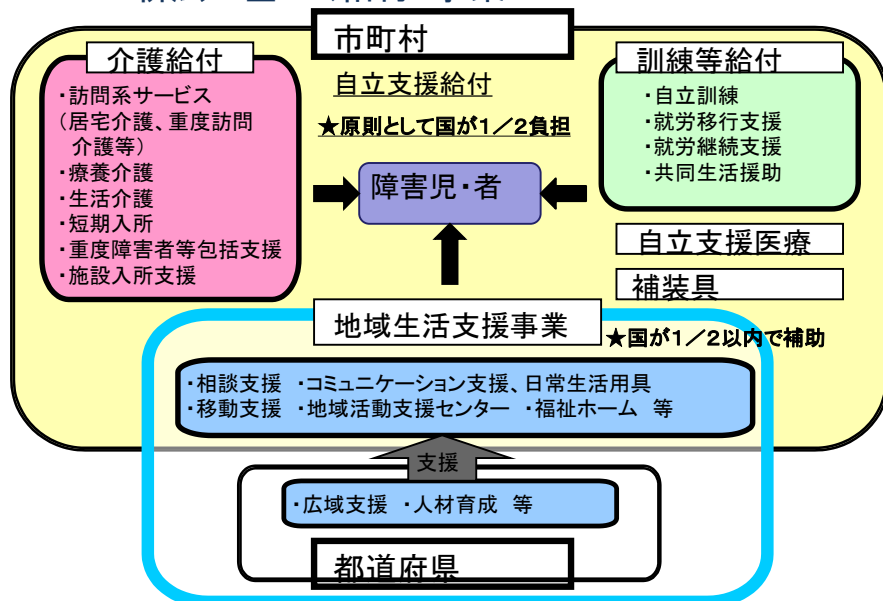 市町村
介護給付
・訪問系サービス
(居宅介護、重度訪問
介護等)
・療養介護
・生活介護
・短期入所
・重度障害者等包括支援
・施設入所支援
自立支援給付
★原則として国が1/2負担
障害児・者
訓練等給付
・自立訓練
・就労移行支援
・就労継続支援
・共同生活援助
自立支援医療
補装具
地域生活支援事業
★国が1/2以内で補助
・相談支援 ・コミュニケーション支援、日常生活用具
・移動支援 ・地域活動支援センター ・福祉ホーム 等
支援
・広域支援 ・人材育成 等
都道府県